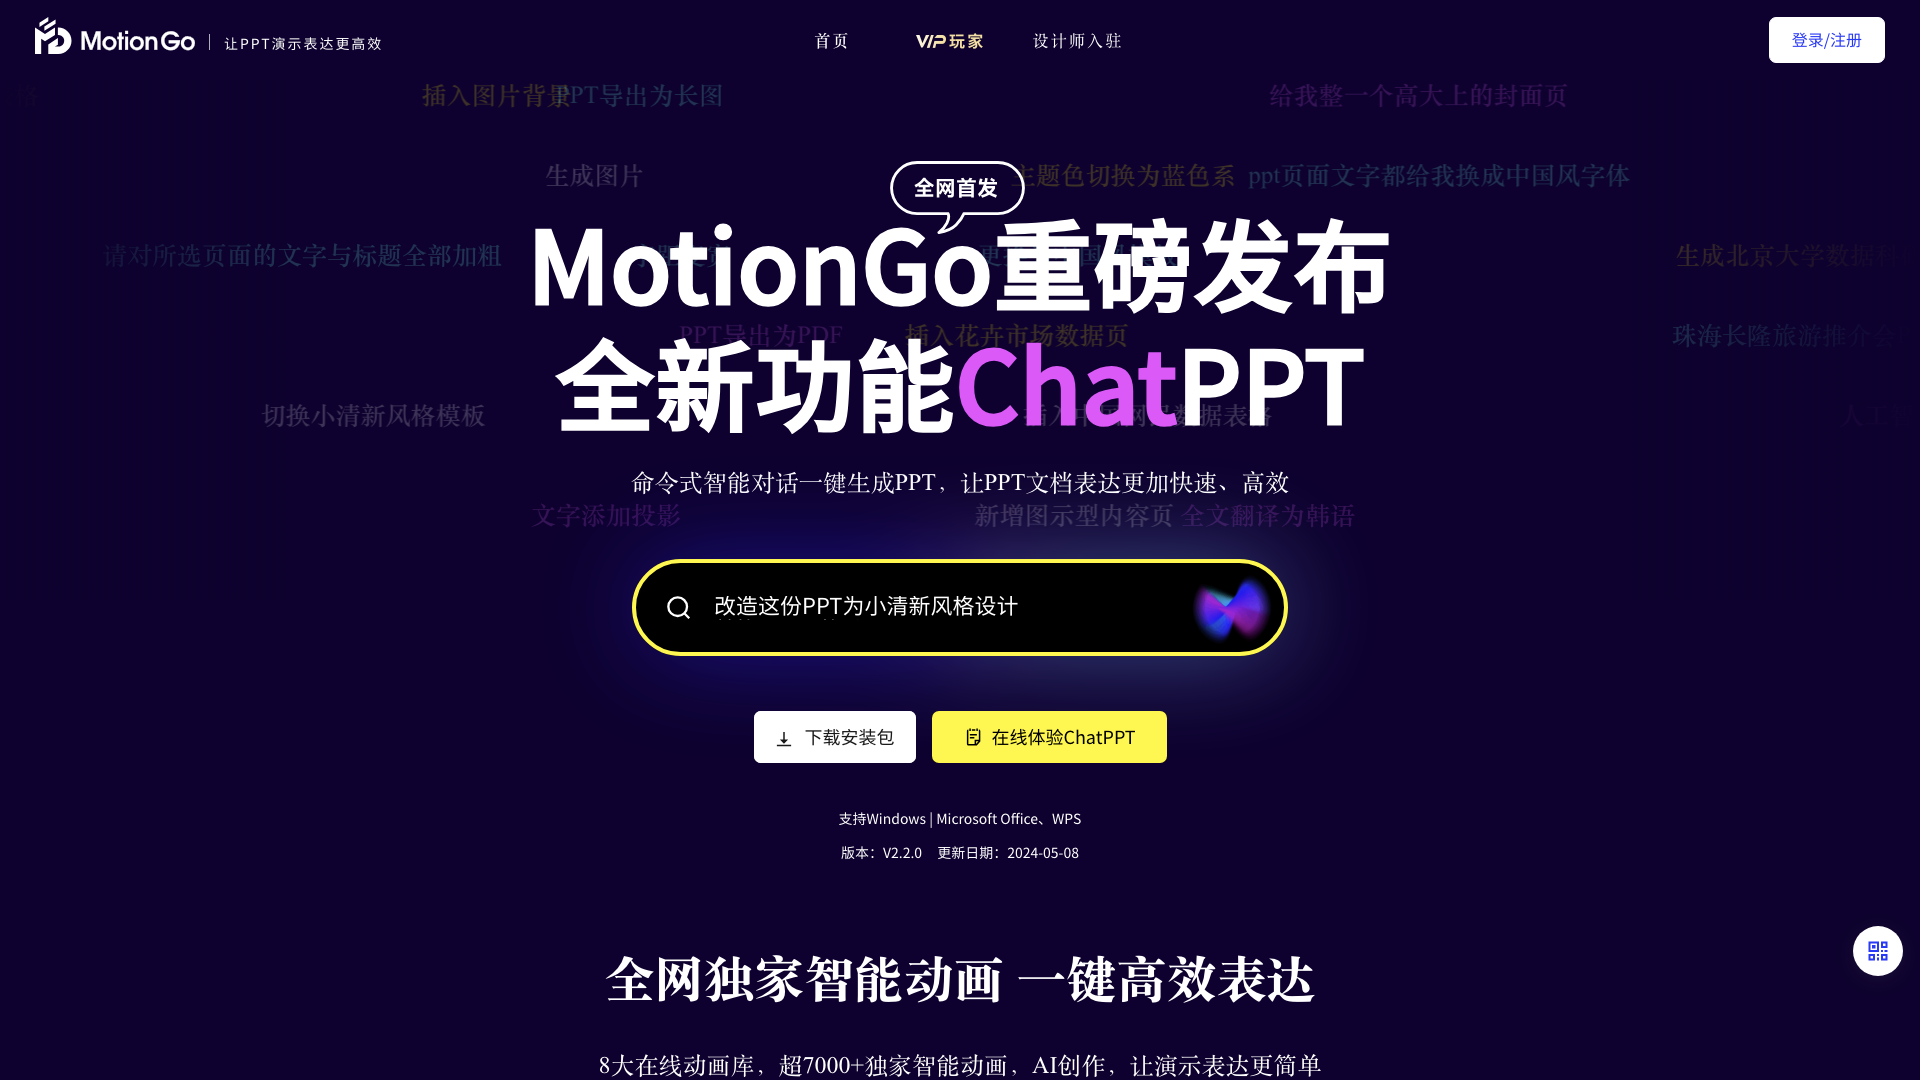 MotionGo
让PPT演示表达更高效
首页
VIP玩家
设计师入驻
登录/注册
插入图片背景
PPT导出为长图
给我整一个高大上的封面页
生成图片
主题色切换为蓝色系
ppt页面文字都给我换成中国风字体
全网首发
MotionGo重磅发布
请对所选页面的文字与标题全部加粗
生成北京大学数据科
PPT导出为PDF
插入花卉市场数据页
珠海长隆旅游推介会
全新功能ChatPPT
切换小清新风格模板
命令式智能对话一键生成PPT，让PPT文档表达更加快速、高效
文字添加投影
新增图示型内容页
全文翻译为韩语
改造这份PPT为小清新风格设计
下载安装包
在线体验ChatPPT
支持Windows | Microsoft Office、WPS
版本：V2.2.0 更新日期：2024-05-08
全网独家智能动画 一键高效表达
8大在线动画库，超7000+独家智能动画，AI创作，让演示表达更简单